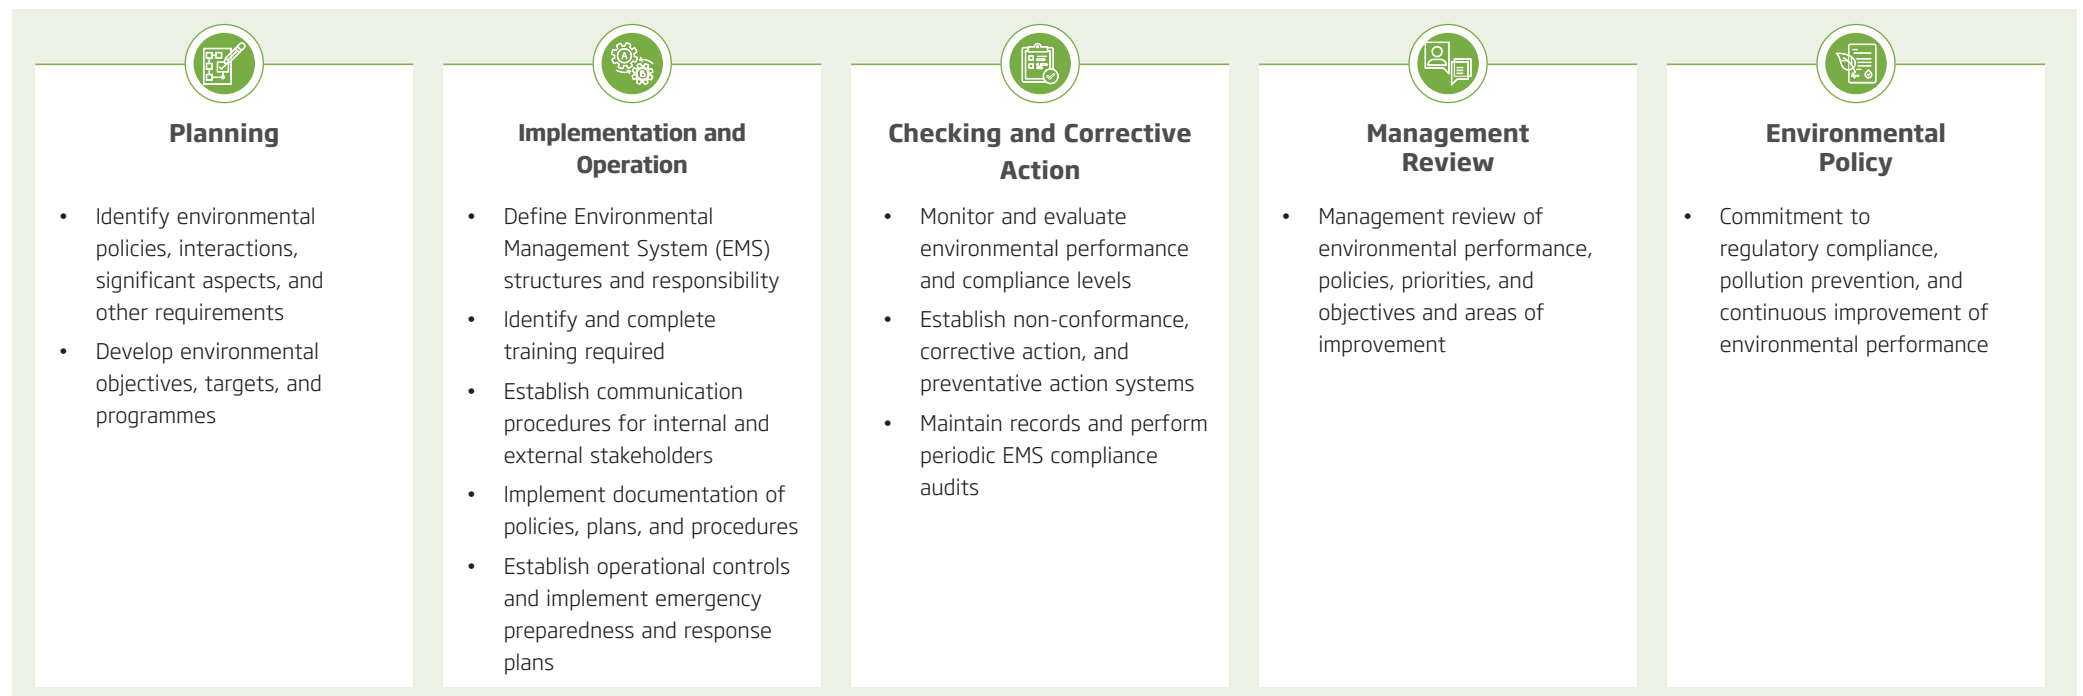 Planning
• Identify environmental
policies, interactions,
significant aspects, and
other requirements
• Develop environmental
objectives, targets, and
programmes
Implementation and
Operation
• Define Environmental
Management System (EMS)
structures and responsibility
• Identify and complete
training required
• Establish communication
procedures for internal and
external stakeholders
• Implement documentation of
policies, plans, and procedures
• Establish operational controls
and implement emergency
preparedness and response
plans
Checking and Corrective
Action
• Monitor and evaluate
environmental performance
and compliance levels
• Establish non-conformance,
corrective action, and
preventative action systems
• Maintain records and perform
periodic EMS compliance
audits
Management
Review
• Management review of
environmental performance,
policies, priorities, and
objectives and areas of
improvement
Environmental
Policy
• Commitment to
regulatory compliance,
pollution prevention, and
continuous improvement of
environmental performance